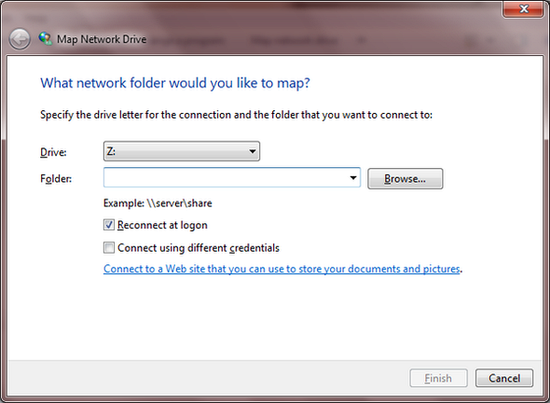 Map Network Drive
What network folder would you like to map?
Specify the drive letter for the connection and the folder that you want to connect to:
Drive: Z:
Folder: Browse...
Example: \\server\share
Reconnect at logon
Connect using different credentials
Connect to a Web site that you can use to store your documents and pictures.
Finish Cancel